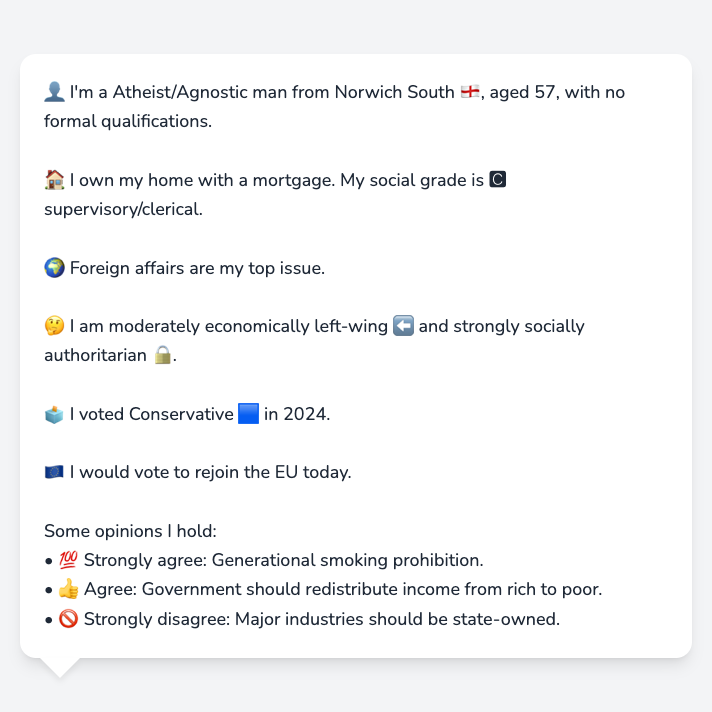 👤 I'm a Atheist/Agnostic man from Norwich South 🏴󠁧󠁢󠁥󠁮󠁧󠁿, aged 57, with no
formal qualifications.
🏠 I own my home with a mortgage. My social grade is 🅲
supervisory/clerical.
🌍 Foreign affairs are my top issue.
🤔 I am moderately economically left-wing ⬅️ and strongly socially
authoritarian 🔒.
🗳️ I voted Conservative 🟦 in 2024.
🇪🇺 I would vote to rejoin the EU today.
Some opinions I hold:
• 💯 Strongly agree: Generational smoking prohibition.
• 👍 Agree: Government should redistribute income from rich to poor.
• 🚫 Strongly disagree: Major industries should be state-owned.